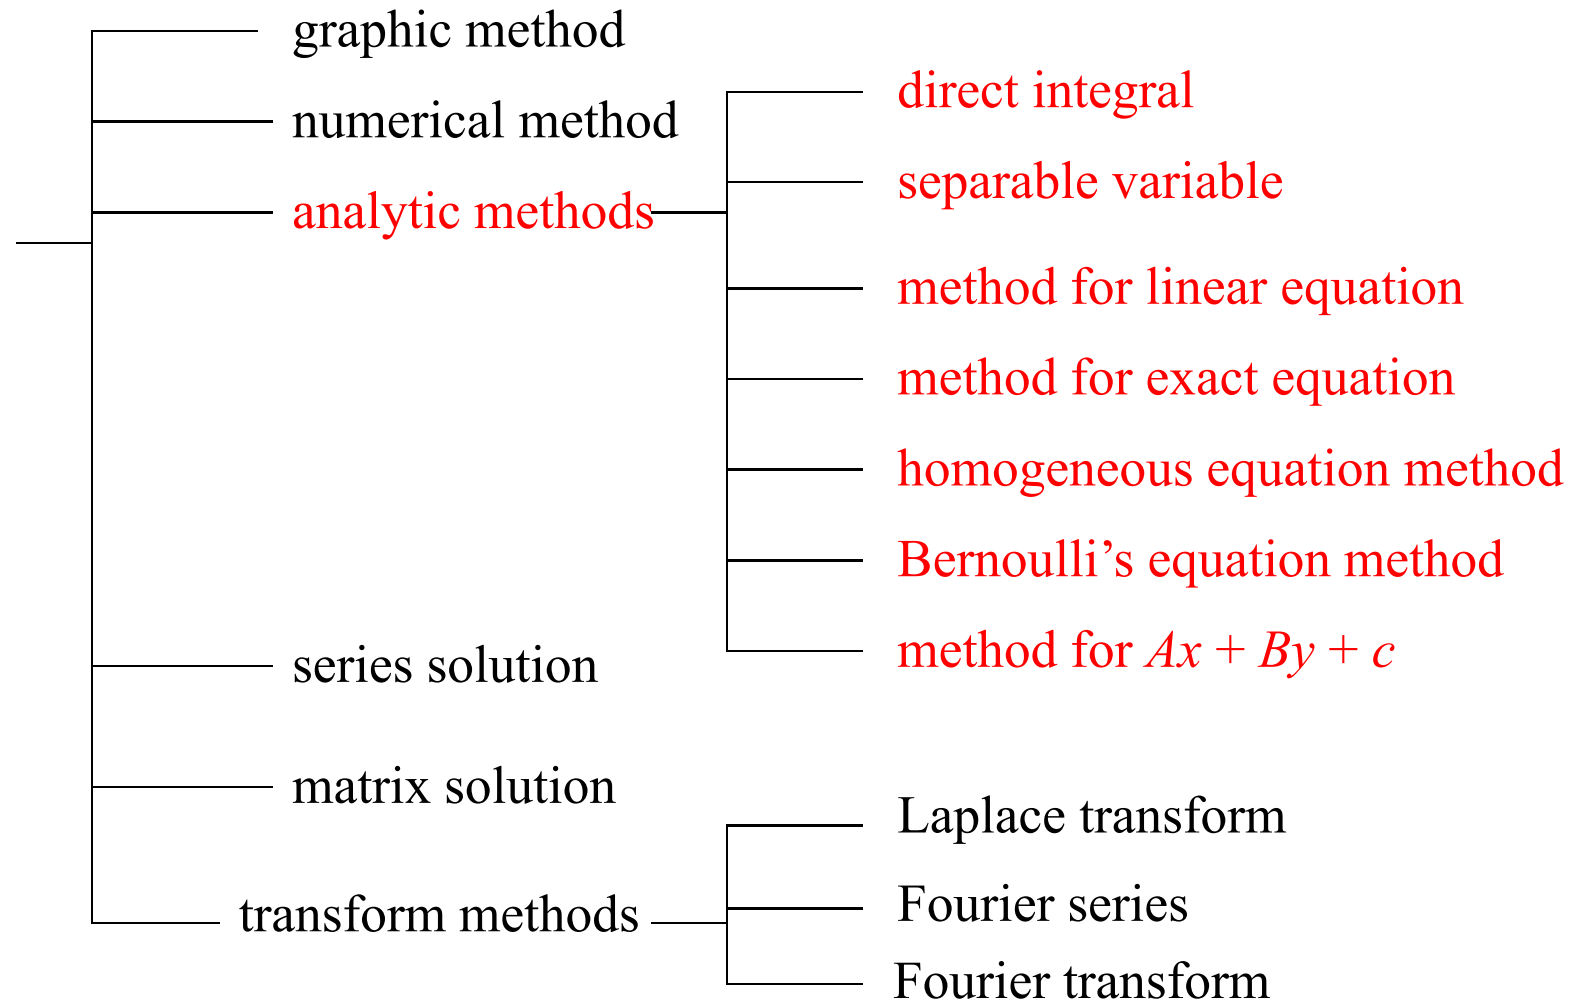 graphic method
numerical method
analytic methods
direct integral
separable variable
method for linear equation
method for exact equation
homogeneous equation method
Bernoulli’s equation method
method for Ax + By + c
series solution
matrix solution
transform methods
Laplace transform
Fourier series
Fourier transform